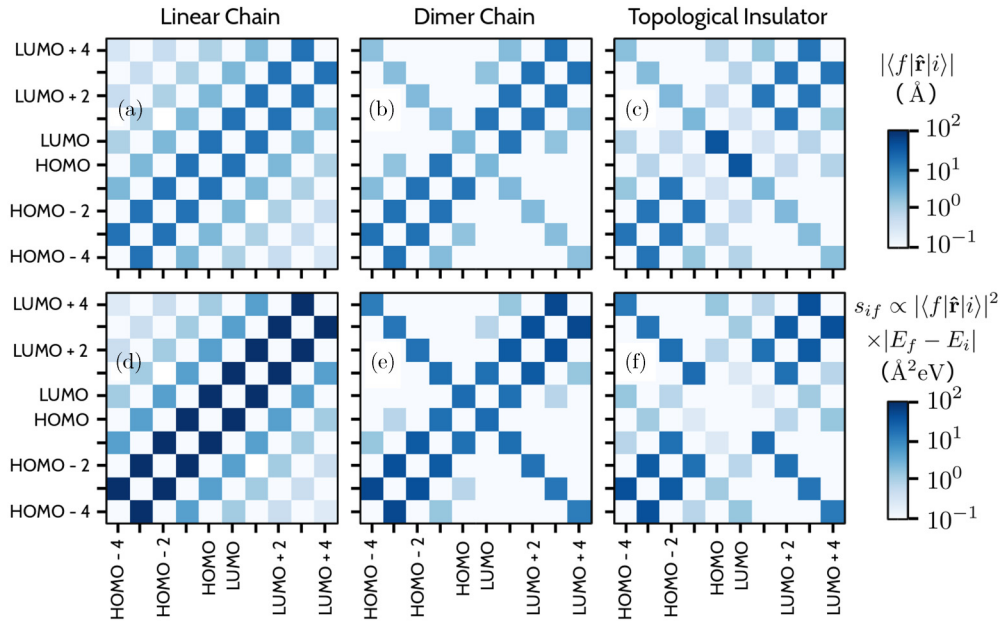 Linear Chain Dimer Chain Topological Insulator
LUMO + 4
LUMO + 2
LUMO
HOMO
HOMO - 2
HOMO - 4
(a) (b) (c)
|⟨f|r̂|i⟩|
(Å)
10²
10¹
10⁰
10⁻¹
LUMO + 4
LUMO + 2
LUMO
HOMO
HOMO - 2
HOMO - 4
(d) (e) (f)
s_if ∝ |⟨f|r̂|i⟩|²
×|E_f − E_i|
(Å²eV)
10²
10¹
10⁰
10⁻¹
HOMO - 4 HOMO - 2 HOMO LUMO LUMO + 2 LUMO + 4 HOMO - 4 HOMO - 2 HOMO LUMO LUMO + 2 LUMO + 4 HOMO - 4 HOMO - 2 HOMO LUMO LUMO + 2 LUMO + 4